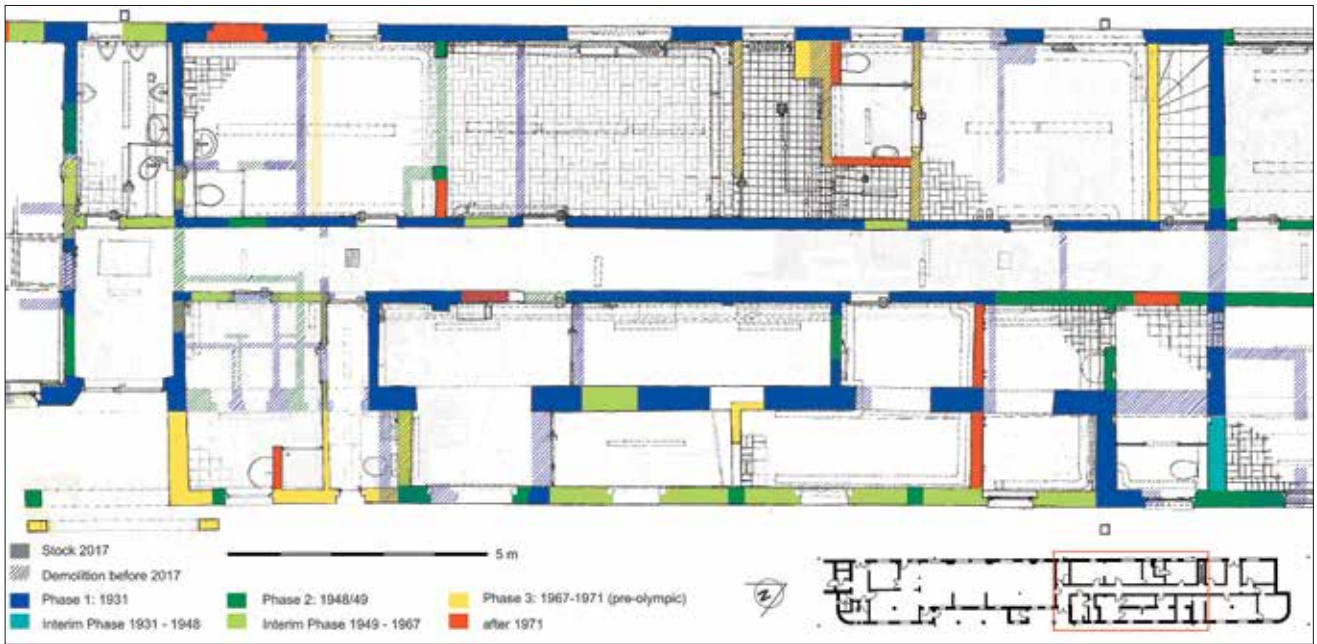 Stock 2017
5 m
Demolition before 2017
Phase 1: 1931
Phase 2: 1948/49
Phase 3: 1967-1971 (pre-olympic)
Interim Phase 1931 - 1948
Interim Phase 1949 - 1967
after 1971
N